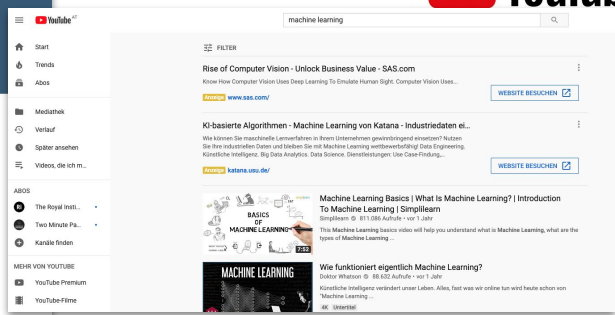 YouTube
YouTube AT
machine learning
Start
Trends
Abos
Mediathek
Verlauf
Später ansehen
Videos, die ich m...
ABOS
The Royal Insti...
Two Minute Pa...
Kanäle finden
MEHR VON YOUTUBE
YouTube Premium
YouTube-Filme
FILTER
Rise of Computer Vision - Unlock Business Value - SAS.com
Know How Computer Vision Uses Deep Learning To Emulate Human Sight. Computer Vision Uses...
Anzeige www.sas.com/
WEBSITE BESUCHEN
KI-basierte Algorithmen - Machine Learning von Katana - Industriedaten ei...
Wie können Sie maschinelle Lernverfahren in Ihrem Unternehmen gewinnbringend einsetzen? Nutzen
Sie Ihre industriellen Daten und bleiben Sie mit Machine Learning wettbewerbsfähig! Data Engineering.
Künstliche Intelligenz. Big Data Analytics. Data Science. Dienstleistungen: Use Case-Findung,...
Anzeige katana.usu.de/
WEBSITE BESUCHEN
BASICS
OF
MACHINE LEARNING
7:52
Machine Learning Basics | What Is Machine Learning? | Introduction
To Machine Learning | Simplilearn
Simplilearn 811.086 Aufrufe • vor 1 Jahr
This Machine Learning basics video will help you understand what is Machine Learning, what are the
types of Machine Learning ...
MACHINE LEARNING
Wie funktioniert eigentlich Machine Learning?
Doktor Whatson 88.632 Aufrufe • vor 1 Jahr
Künstliche Intelligenz verändert unser Leben. Alles, fast was wir online tun wird heute schon von
"Machine Learning ...
4K Untertitel